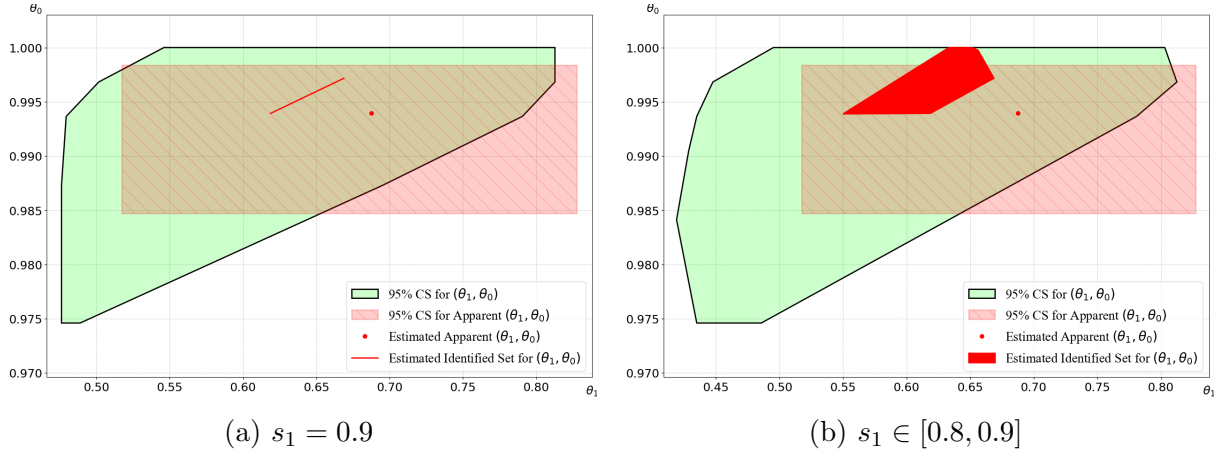 θ₀
1.000
0.995
0.990
0.985
0.980
0.975
0.970
0.50 0.55 0.60 0.65 0.70 0.75 0.80 θ₁
95% CS for (θ₁, θ₀)
95% CS for Apparent (θ₁, θ₀)
Estimated Apparent (θ₁, θ₀)
Estimated Identified Set for (θ₁, θ₀)
(a) s₁ = 0.9
θ₀
1.000
0.995
0.990
0.985
0.980
0.975
0.970
0.45 0.50 0.55 0.60 0.65 0.70 0.75 0.80 θ₁
95% CS for (θ₁, θ₀)
95% CS for Apparent (θ₁, θ₀)
Estimated Apparent (θ₁, θ₀)
Estimated Identified Set for (θ₁, θ₀)
(b) s₁ ∈ [0.8, 0.9]